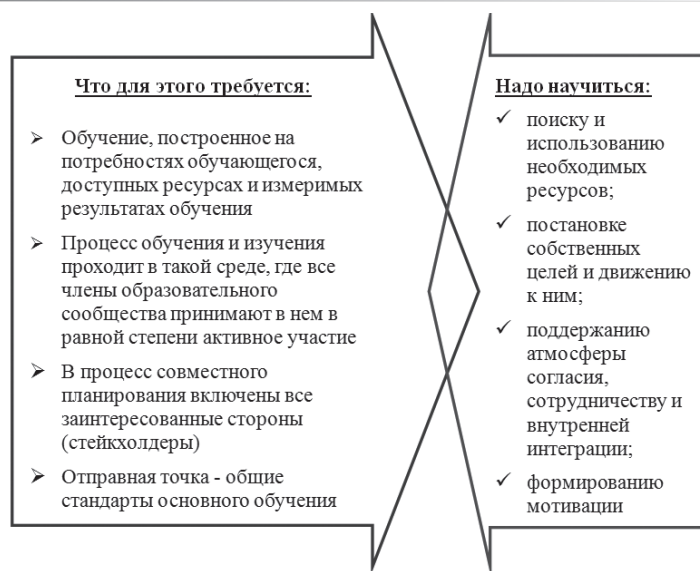 Что для этого требуется:
➢ Обучение, построенное на
потребностях обучающегося,
доступных ресурсах и измеримых
результатах обучения
➢ Процесс обучения и изучения
проходит в такой среде, где все
члены образовательного
сообщества принимают в нем в
равной степени активное участие
➢ В процесс совместного
планирования включены все
заинтересованные стороны
(стейкхолдеры)
➢ Отправная точка - общие
стандарты основного обучения
Надо научиться:
✓ поиску и
использованию
необходимых
ресурсов;
✓ постановке
собственных
целей и движению
к ним;
✓ поддержанию
атмосферы
согласия,
сотрудничеству и
внутренней
интеграции;
✓ формированию
мотивации